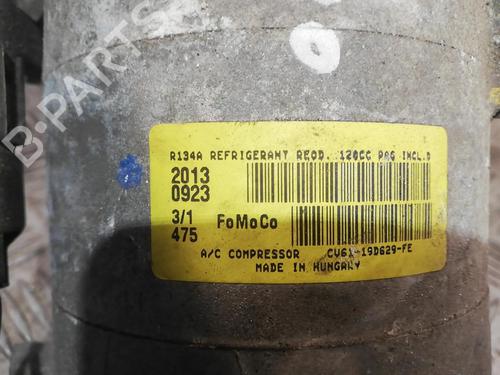 R134A REFRIGERANT REQD. 120CC PAG INCL.D
2013
0923
3/1
475
FoMoCo
A/C COMPRESSOR CV61-19D629-FE
MADE IN HUNGARY